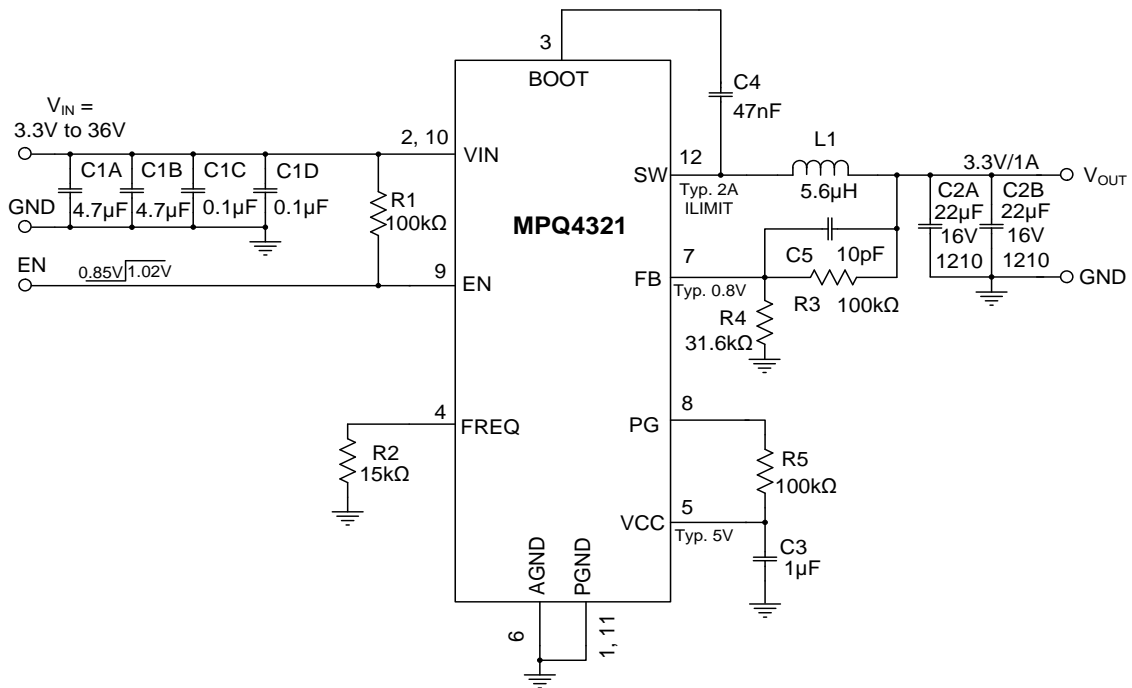 3
BOOT
C4
47nF
V_IN =
3.3V to 36V
2, 10
VIN
C1A
C1B
C1C
C1D
4.7µF
4.7µF
0.1µF
0.1µF
GND
R1
100kΩ
EN
0.85V
1.02V
9
EN
MPQ4321
12
SW
Typ. 2A
ILIMIT
L1
5.6µH
3.3V/1A
V_OUT
C2A
22µF
16V
1210
C2B
22µF
16V
1210
GND
7
FB
Typ. 0.8V
C5
10pF
R3
100kΩ
R4
31.6kΩ
4
FREQ
R2
15kΩ
8
PG
R5
100kΩ
5
VCC
Typ. 5V
C3
1µF
AGND
PGND
6
1, 11